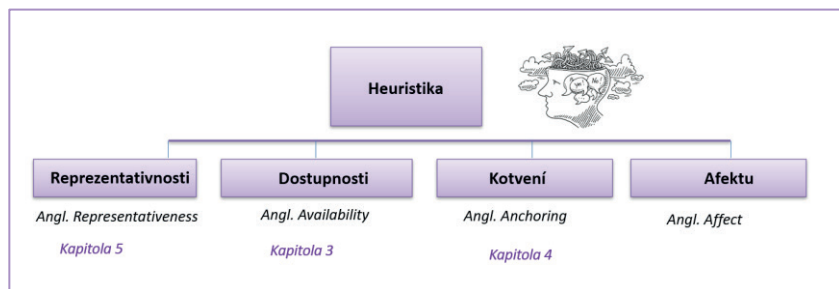 Heuristika
Reprezentativnosti
Dostupnosti
Kotvení
Afektu
Angl. Representativeness
Angl. Availability
Angl. Anchoring
Angl. Affect
Kapitola 5
Kapitola 3
Kapitola 4